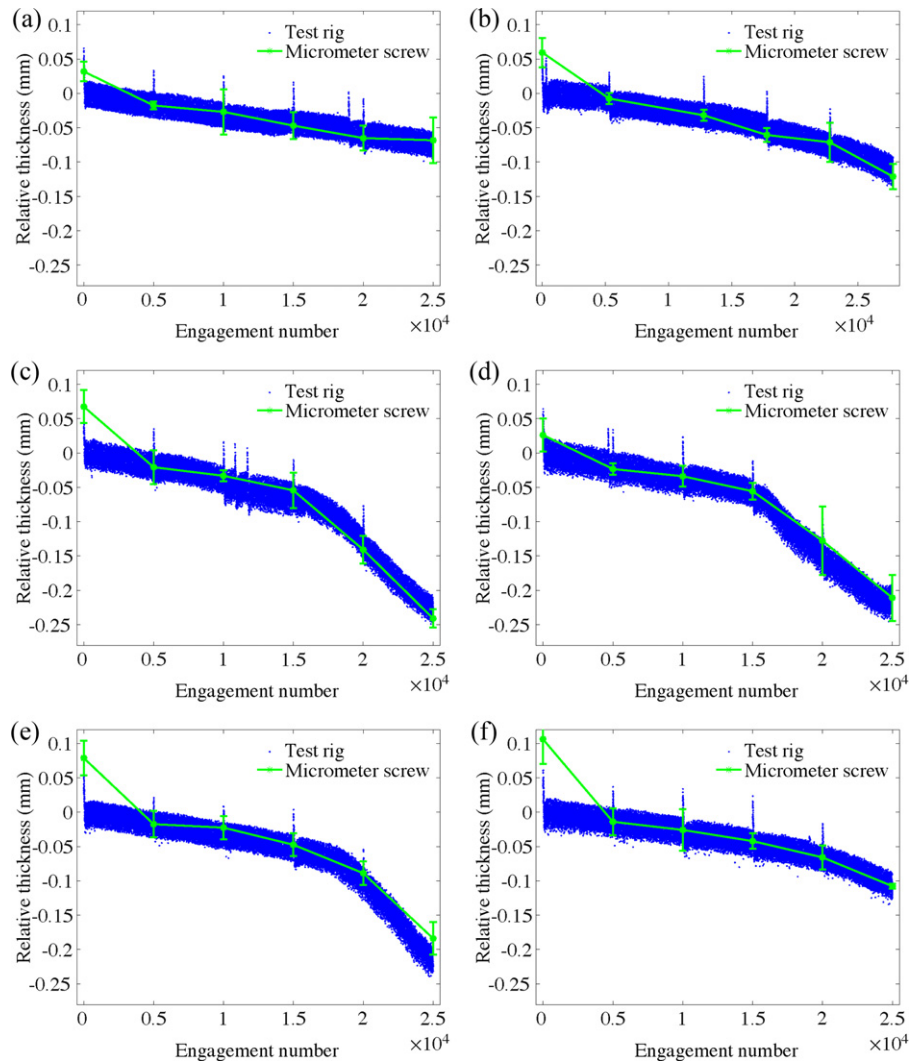 (a)
Relative thickness (mm)
0.1
0.05
0
-0.05
-0.1
-0.15
-0.2
-0.25
Test rig
Micrometer screw
0 0.5 1 1.5 2 2.5
×10⁴
Engagement number
(b)
Relative thickness (mm)
0.1
0.05
0
-0.05
-0.1
-0.15
-0.2
-0.25
Test rig
Micrometer screw
0 0.5 1 1.5 2 2.5
×10⁴
Engagement number
(c)
Relative thickness (mm)
0.1
0.05
0
-0.05
-0.1
-0.15
-0.2
-0.25
Test rig
Micrometer screw
0 0.5 1 1.5 2 2.5
×10⁴
Engagement number
(d)
Relative thickness (mm)
0.1
0.05
0
-0.05
-0.1
-0.15
-0.2
-0.25
Test rig
Micrometer screw
0 0.5 1 1.5 2 2.5
×10⁴
Engagement number
(e)
Relative thickness (mm)
0.1
0.05
0
-0.05
-0.1
-0.15
-0.2
-0.25
Test rig
Micrometer screw
0 0.5 1 1.5 2 2.5
×10⁴
Engagement number
(f)
Relative thickness (mm)
0.1
0.05
0
-0.05
-0.1
-0.15
-0.2
-0.25
Test rig
Micrometer screw
0 0.5 1 1.5 2 2.5
×10⁴
Engagement number